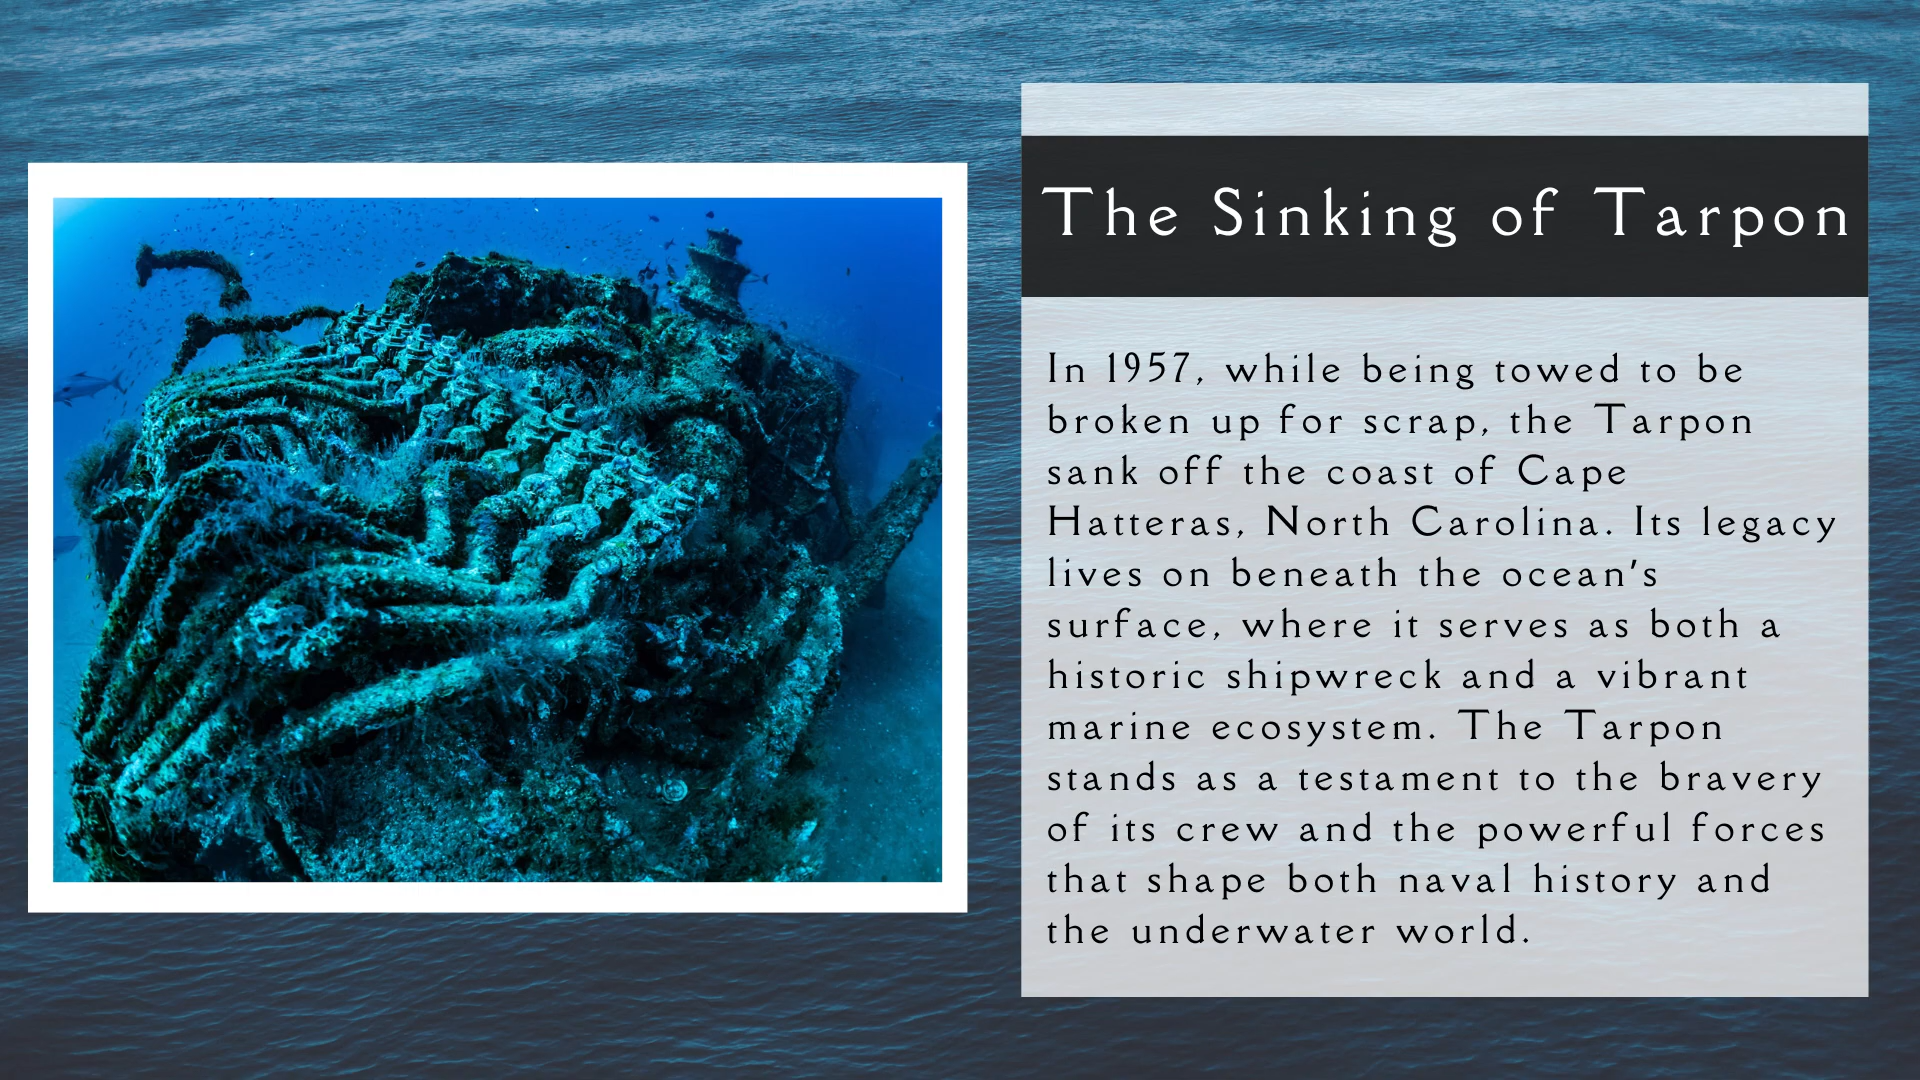 The Sinking of Tarpon
In 1957, while being towed to be
broken up for scrap, the Tarpon
sank off the coast of Cape
Hatteras, North Carolina. Its legacy
lives on beneath the ocean's
surface, where it serves as both a
historic shipwreck and a vibrant
marine ecosystem. The Tarpon
stands as a testament to the bravery
of its crew and the powerful forces
that shape both naval history and
the underwater world.